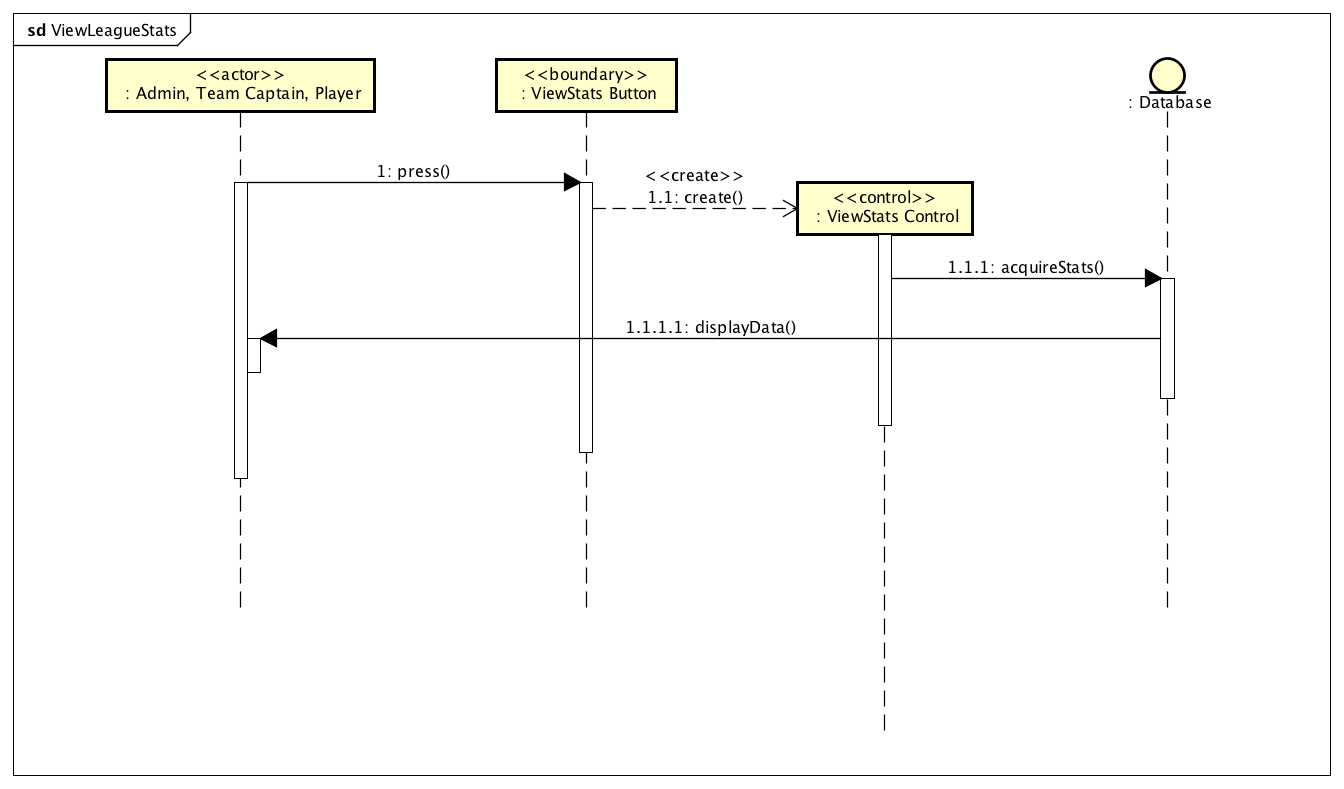 sd ViewLeagueStats
<<actor>>
: Admin, Team Captain, Player
<<boundary>>
: ViewStats Button
: Database
1: press()
<<create>>
1.1: create()
<<control>>
: ViewStats Control
1.1.1: acquireStats()
1.1.1.1: displayData()